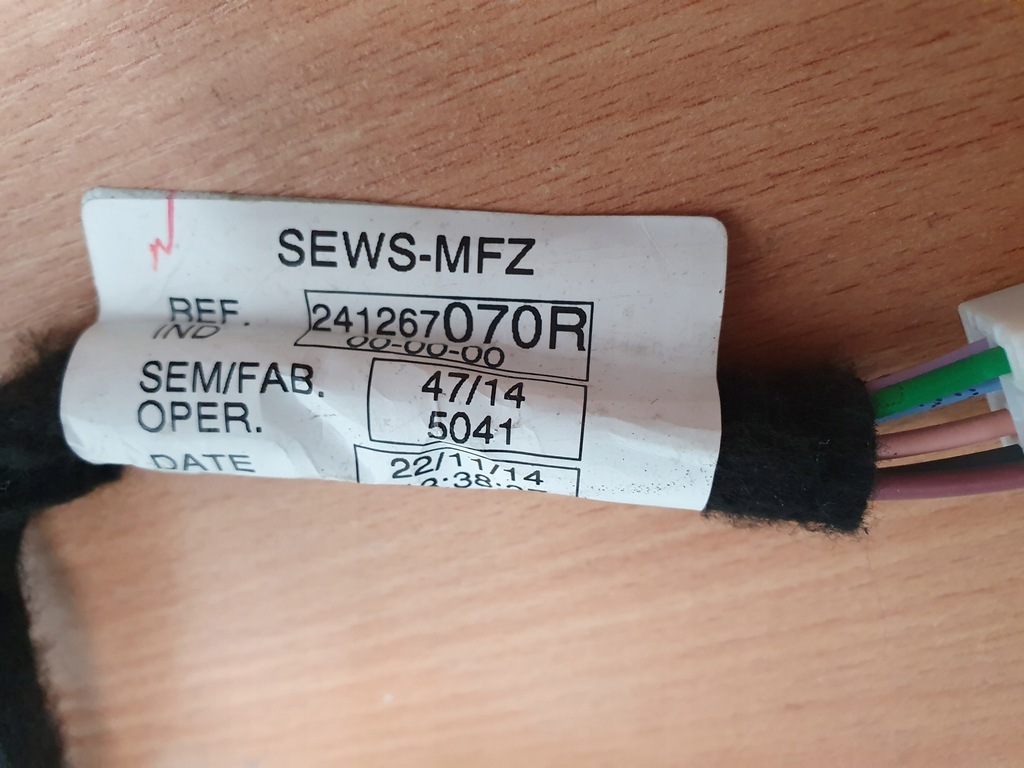 SEWS-MFZ
REF. 241267070R
IND 00-00-00
SEM/FAB. 47/14
OPER. 5041
DATE 22/11/14